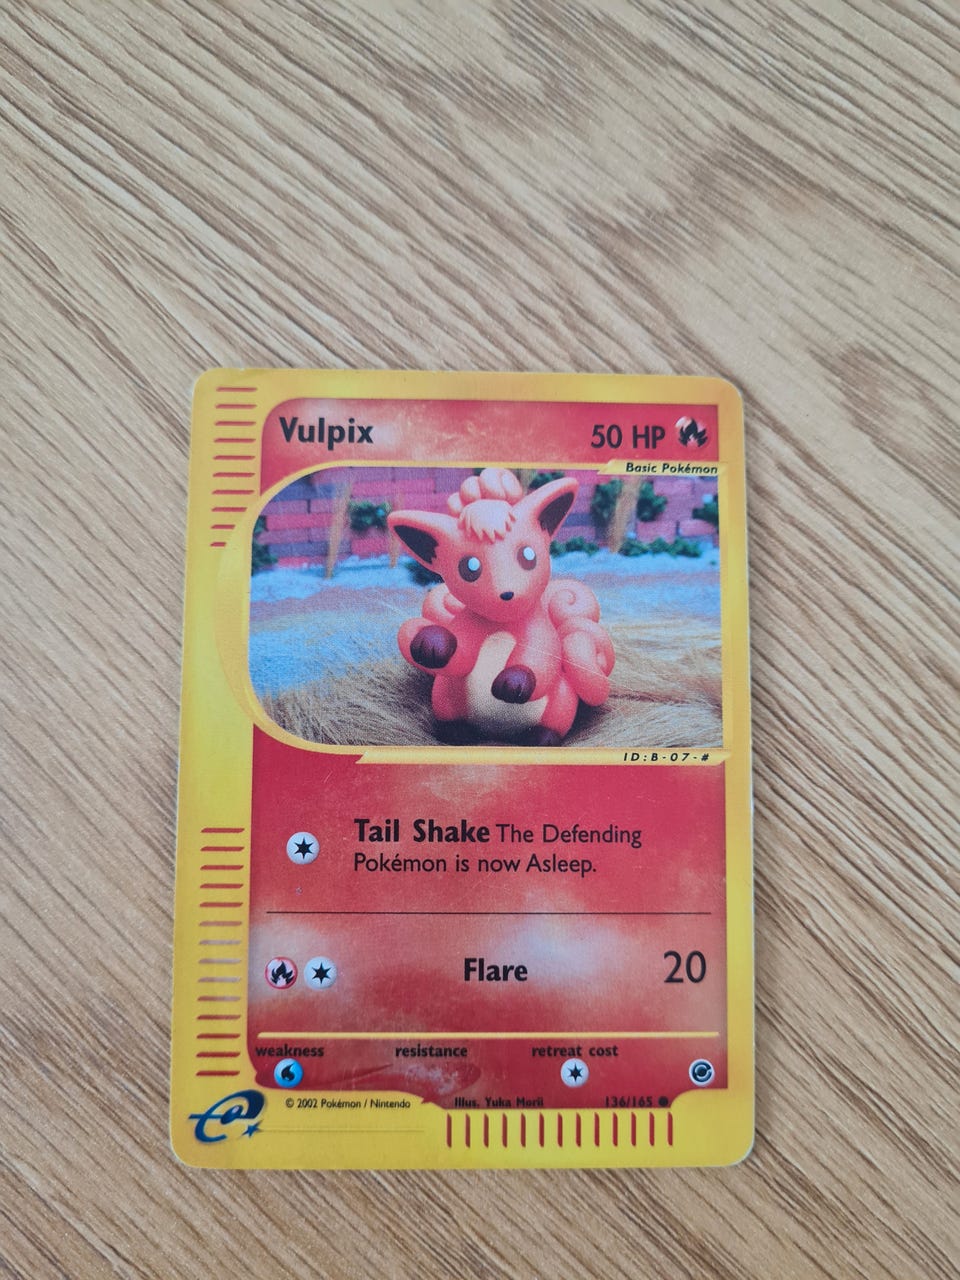 Vulpix
50 HP
Basic Pokémon
ID:B-07-#
Tail Shake The Defending
Pokémon is now Asleep.
Flare 20
weakness resistance retreat cost
© 2002 Pokémon / Nintendo Illus. Yuka Morii 136/165
e